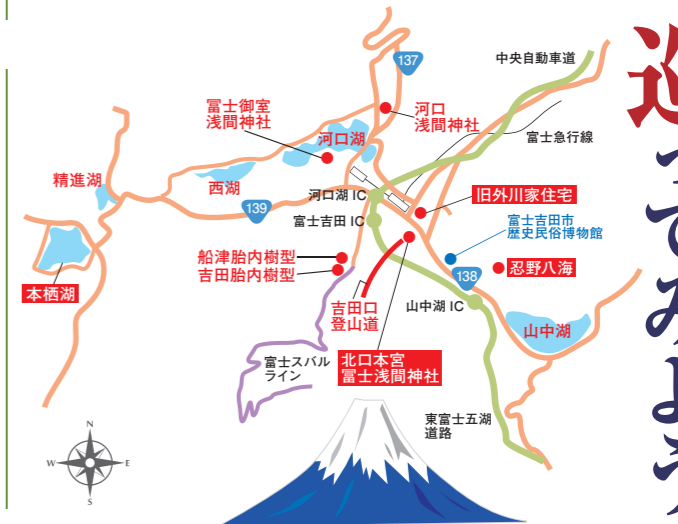 137
中央自動車道
冨士御室
浅間神社
河口
浅間神社
河口湖
富士急行線
精進湖
西湖
河口湖 IC
139
旧外川家住宅
富士吉田 IC
富士吉田市
歴史民俗博物館
船津胎内樹型
吉田胎内樹型
138
忍野八海
本栖湖
吉田口
登山道
山中湖 IC
山中湖
富士スバル
ライン
北口本宮
冨士浅間神社
東富士五湖
道路
N
W
E
S
ってみよう